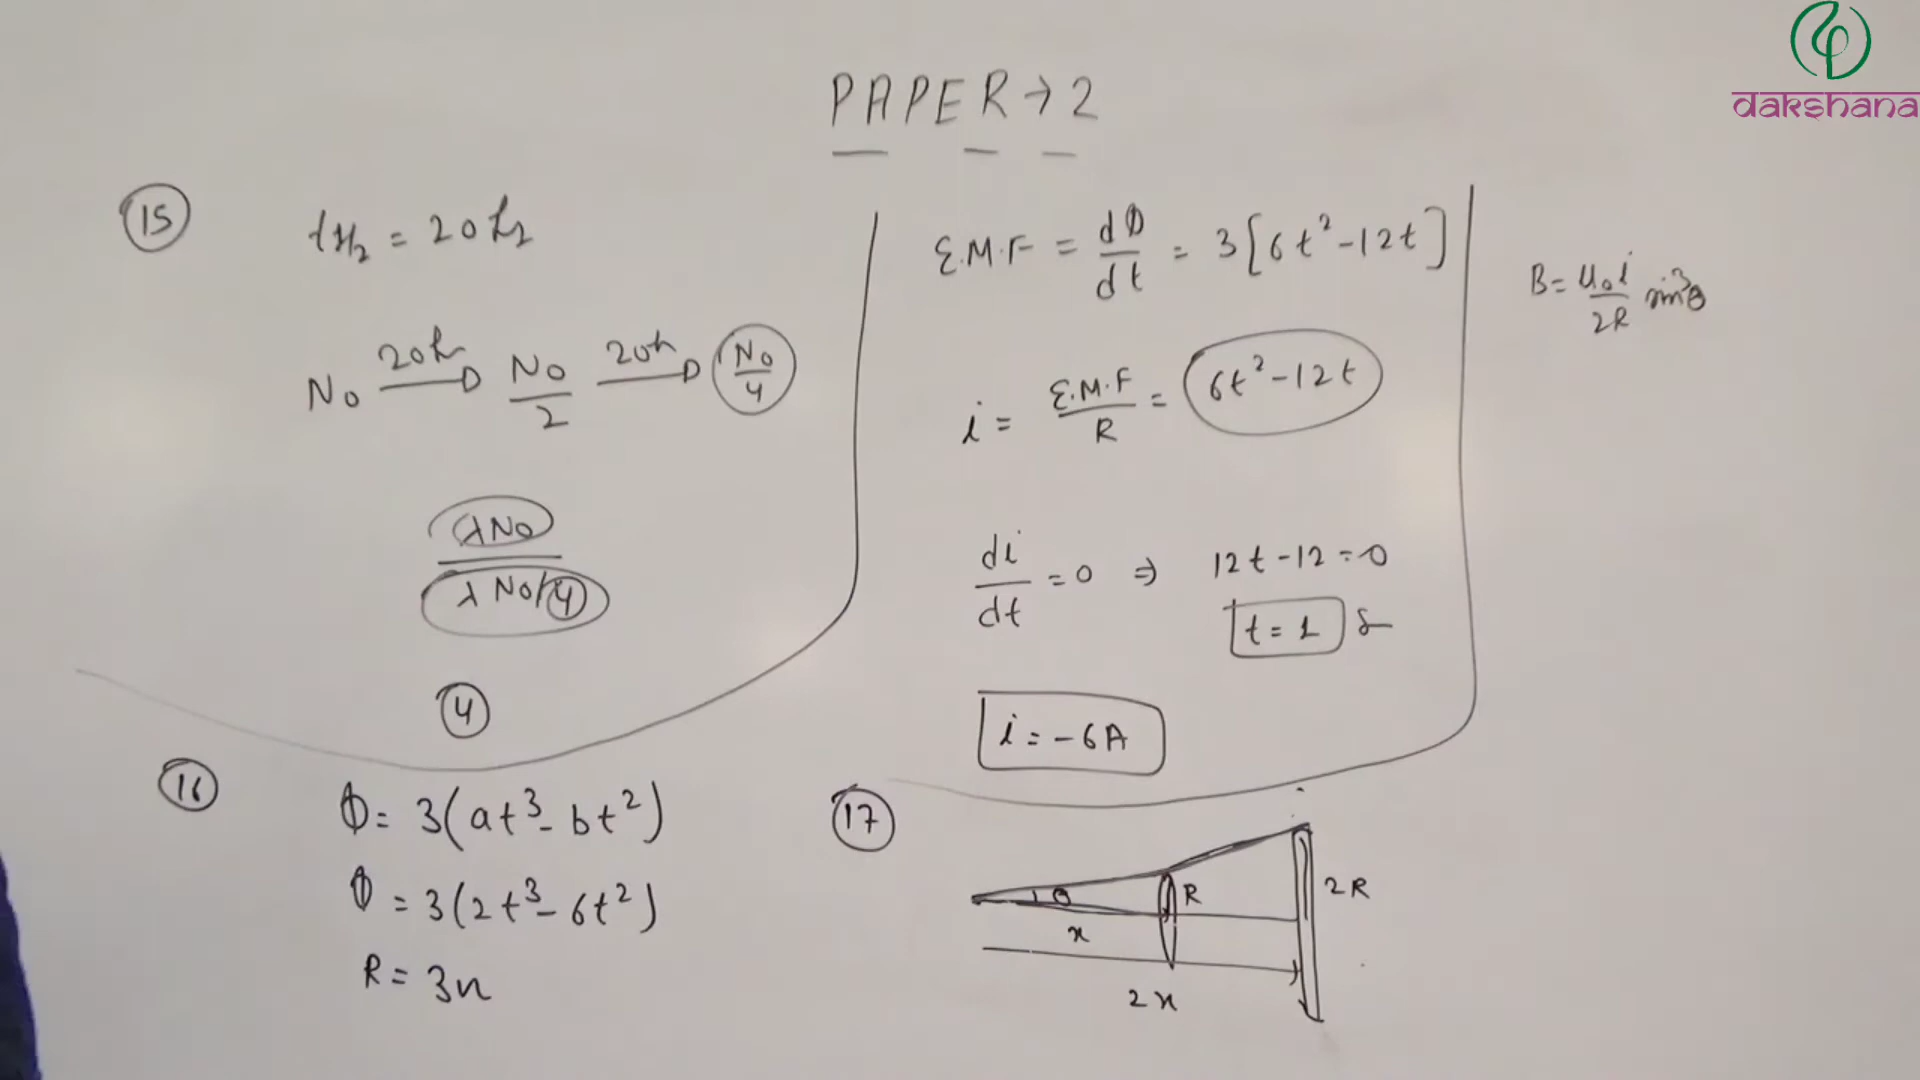 PAPER → 2
dakshana
15
t½ = 20 hr
N₀ —20hr→ N₀/2 —20h→ N₀/4
λN₀
λN₀/4
4
16
Φ = 3(at³ - bt²)
Φ = 3(2t³ - 6t²)
R = 3Ω
E.M.F = dΦ/dt = 3[6t² - 12t]
i = E.M.F/R = 6t² - 12t
di/dt = 0 ⇒ 12t - 12 = 0
t = 1 s
i = -6A
17
θ
R
2R
x
2x
B = μ₀i/2R sin³θ